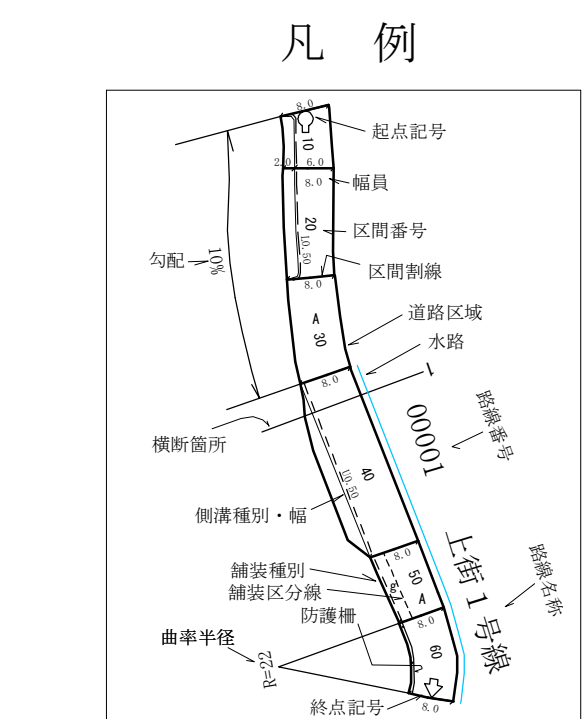 凡 例
8.0
起点記号
10
2.0 6.0
8.0
幅員
20
区間番号
U0.50
勾配
10%
区間割線
8.0
道路区域
A
30
水路
8.0
1
横断箇所
00001
路線番号
40
U0.50
側溝種別・幅
上街1号線
路線名称
8.0
舗装種別
50
舗装区分線
g
A
防護柵
8.0
曲率半径
R=22
60
終点記号
8.0